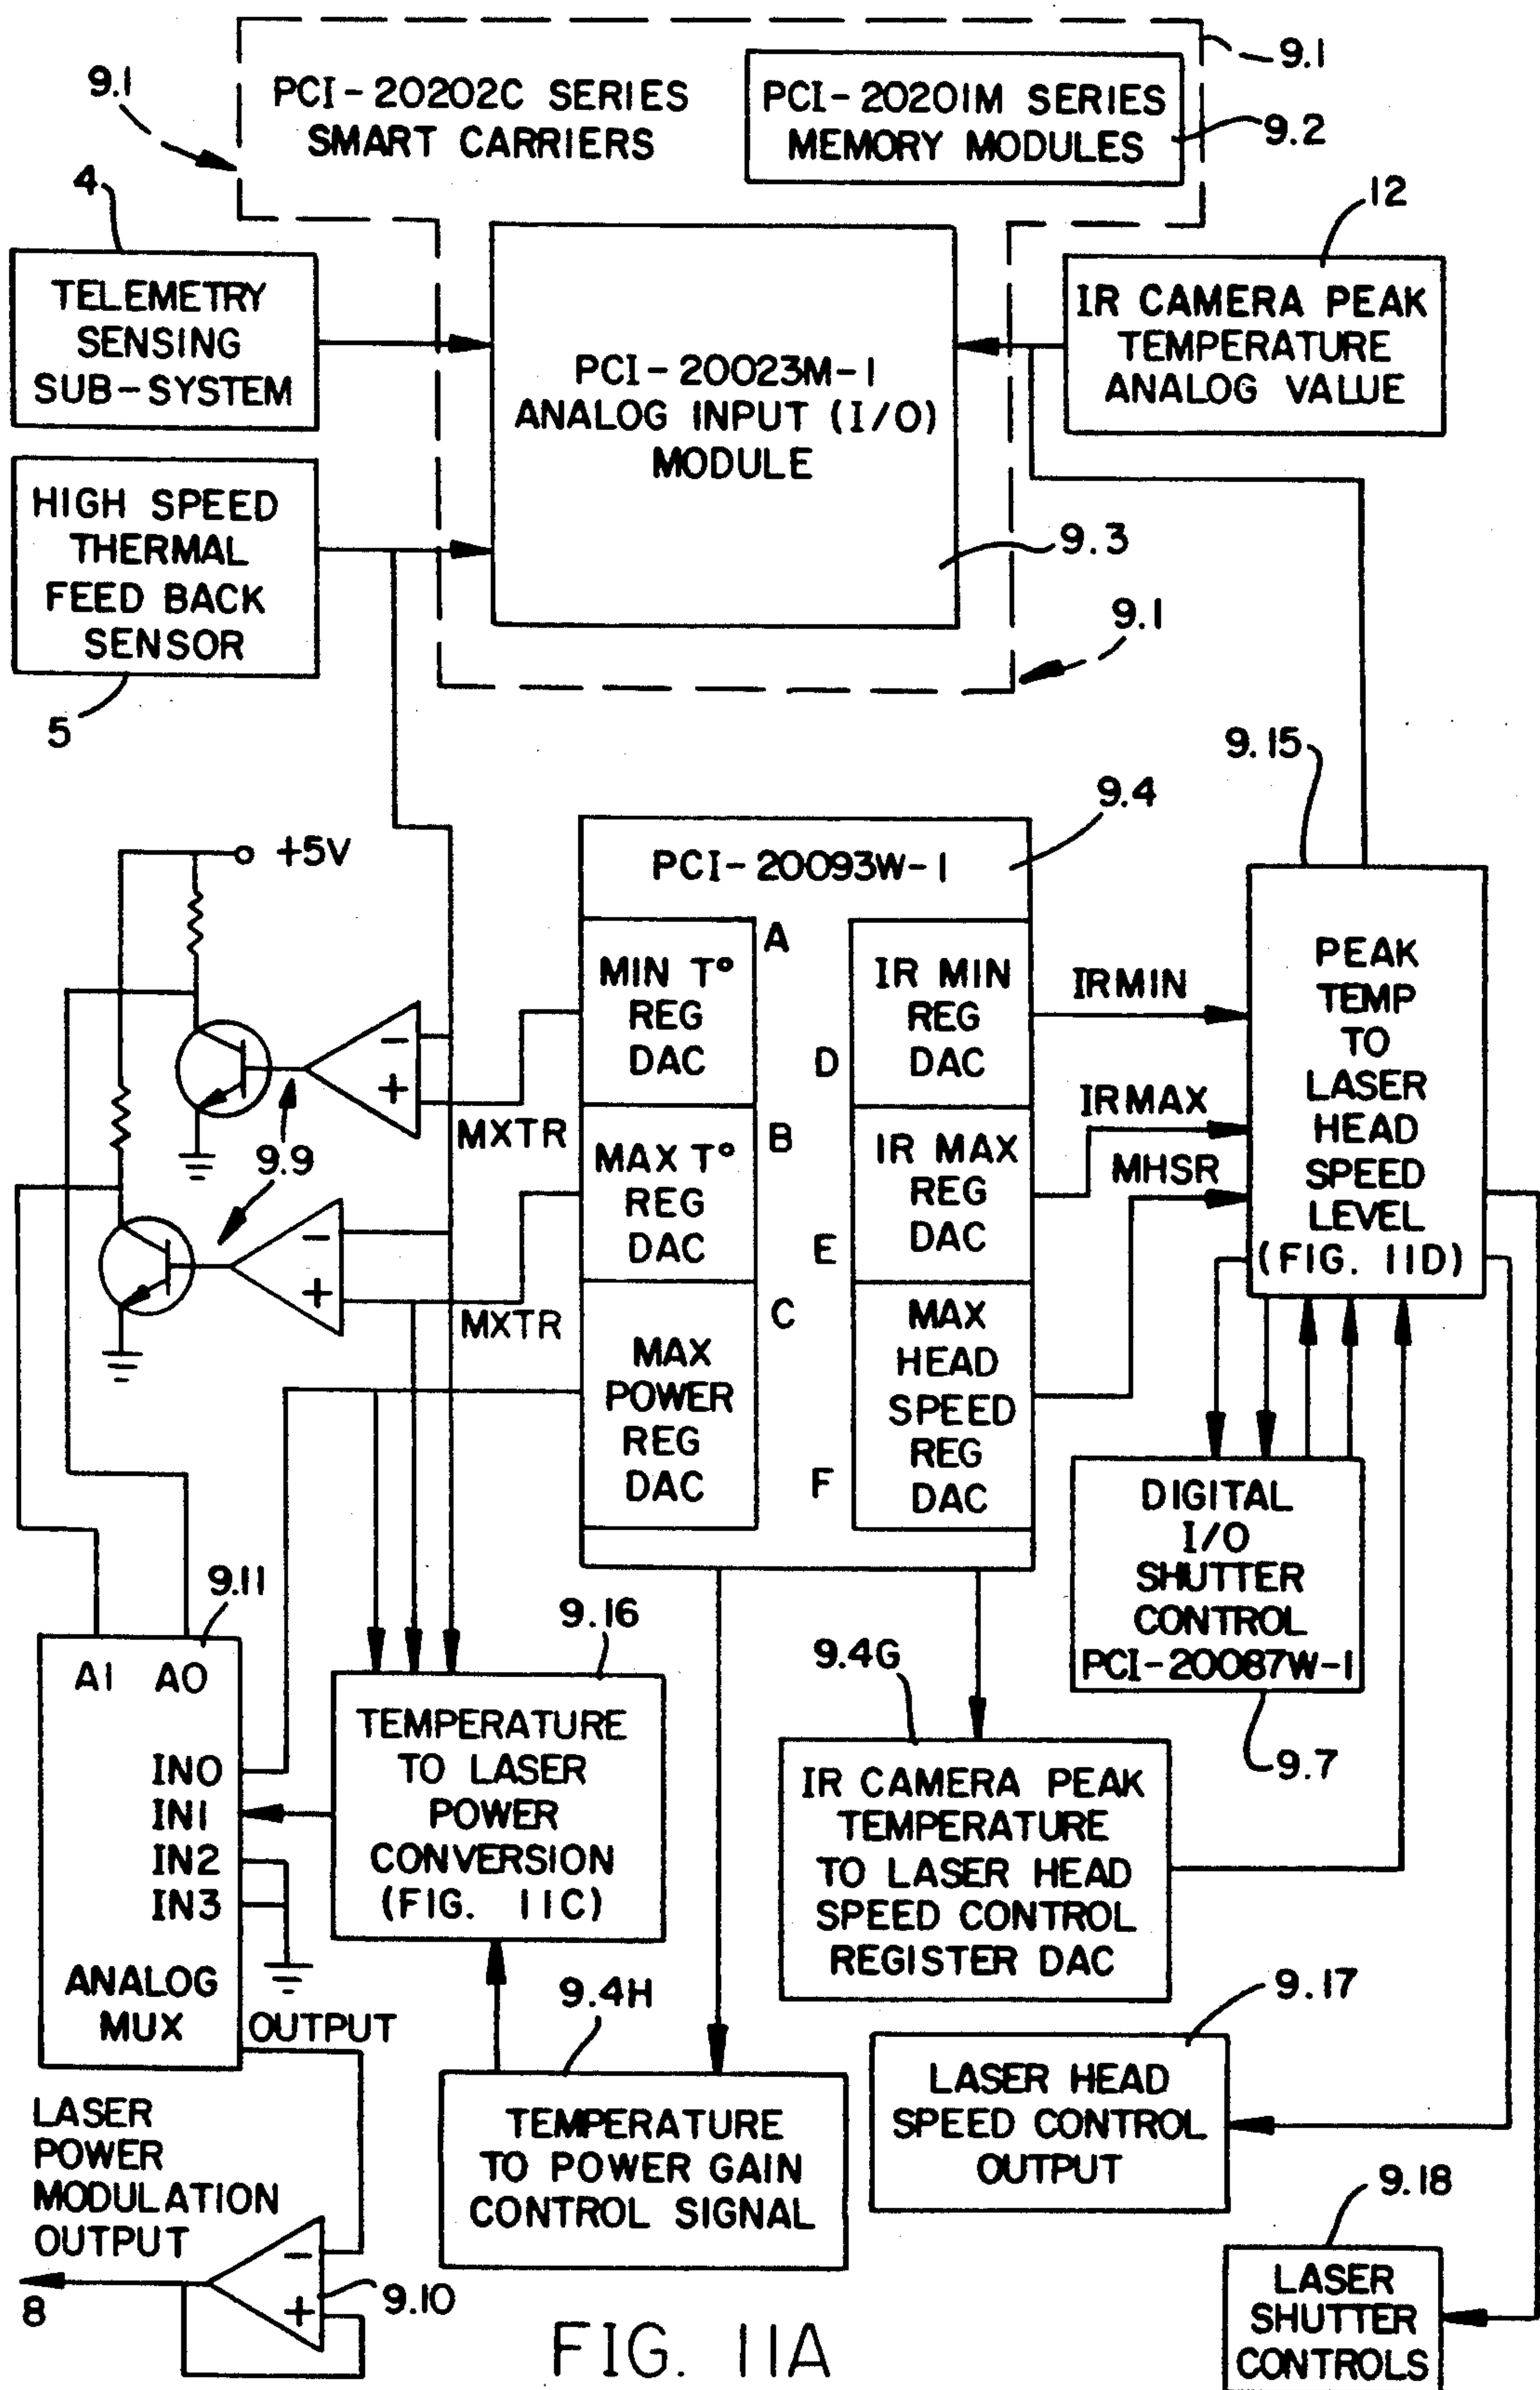 9.1
PCI-20202C SERIES
SMART CARRIERS
PCI-20201M SERIES
MEMORY MODULES
9.1
9.2
4
12
TELEMETRY
SENSING
SUB-SYSTEM
PCI-20023M-1
ANALOG INPUT (I/O)
MODULE
IR CAMERA PEAK
TEMPERATURE
ANALOG VALUE
HIGH SPEED
THERMAL
FEED BACK
SENSOR
5
9.3
9.1
9.15
9.4
+5V
PCI-20093W-1
A
MIN T°
REG
DAC
B
MAX T°
REG
DAC
C
MAX
POWER
REG
DAC
D
IR MIN
REG
DAC
E
IR MAX
REG
DAC
F
MAX
HEAD
SPEED
REG
DAC
IRMIN
IRMAX
MHSR
PEAK
TEMP
TO
LASER
HEAD
SPEED
LEVEL
(FIG. 11D)
-
+
MXTR
9.9
-
+
MXTR
DIGITAL
I/O
SHUTTER
CONTROL
PCI-20087W-1
9.7
9.11
A1 A0
IN0
IN1
IN2
IN3
ANALOG
MUX
OUTPUT
9.16
TEMPERATURE
TO LASER
POWER
CONVERSION
(FIG. 11C)
9.4G
IR CAMERA PEAK
TEMPERATURE
TO LASER HEAD
SPEED CONTROL
REGISTER DAC
9.4H
TEMPERATURE
TO POWER GAIN
CONTROL SIGNAL
9.17
LASER HEAD
SPEED CONTROL
OUTPUT
LASER
POWER
MODULATION
OUTPUT
-
+
8
9.10
9.18
LASER
SHUTTER
CONTROLS
FIG. 11A